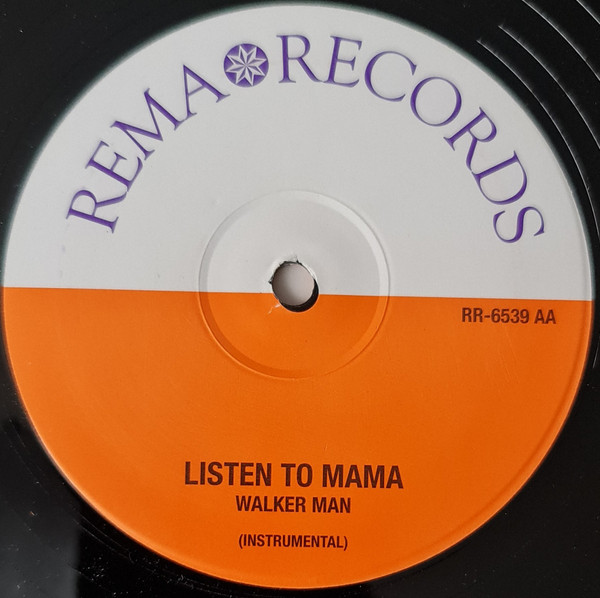 REMA RECORDS
RR-6539 AA
LISTEN TO MAMA
WALKER MAN
(INSTRUMENTAL)